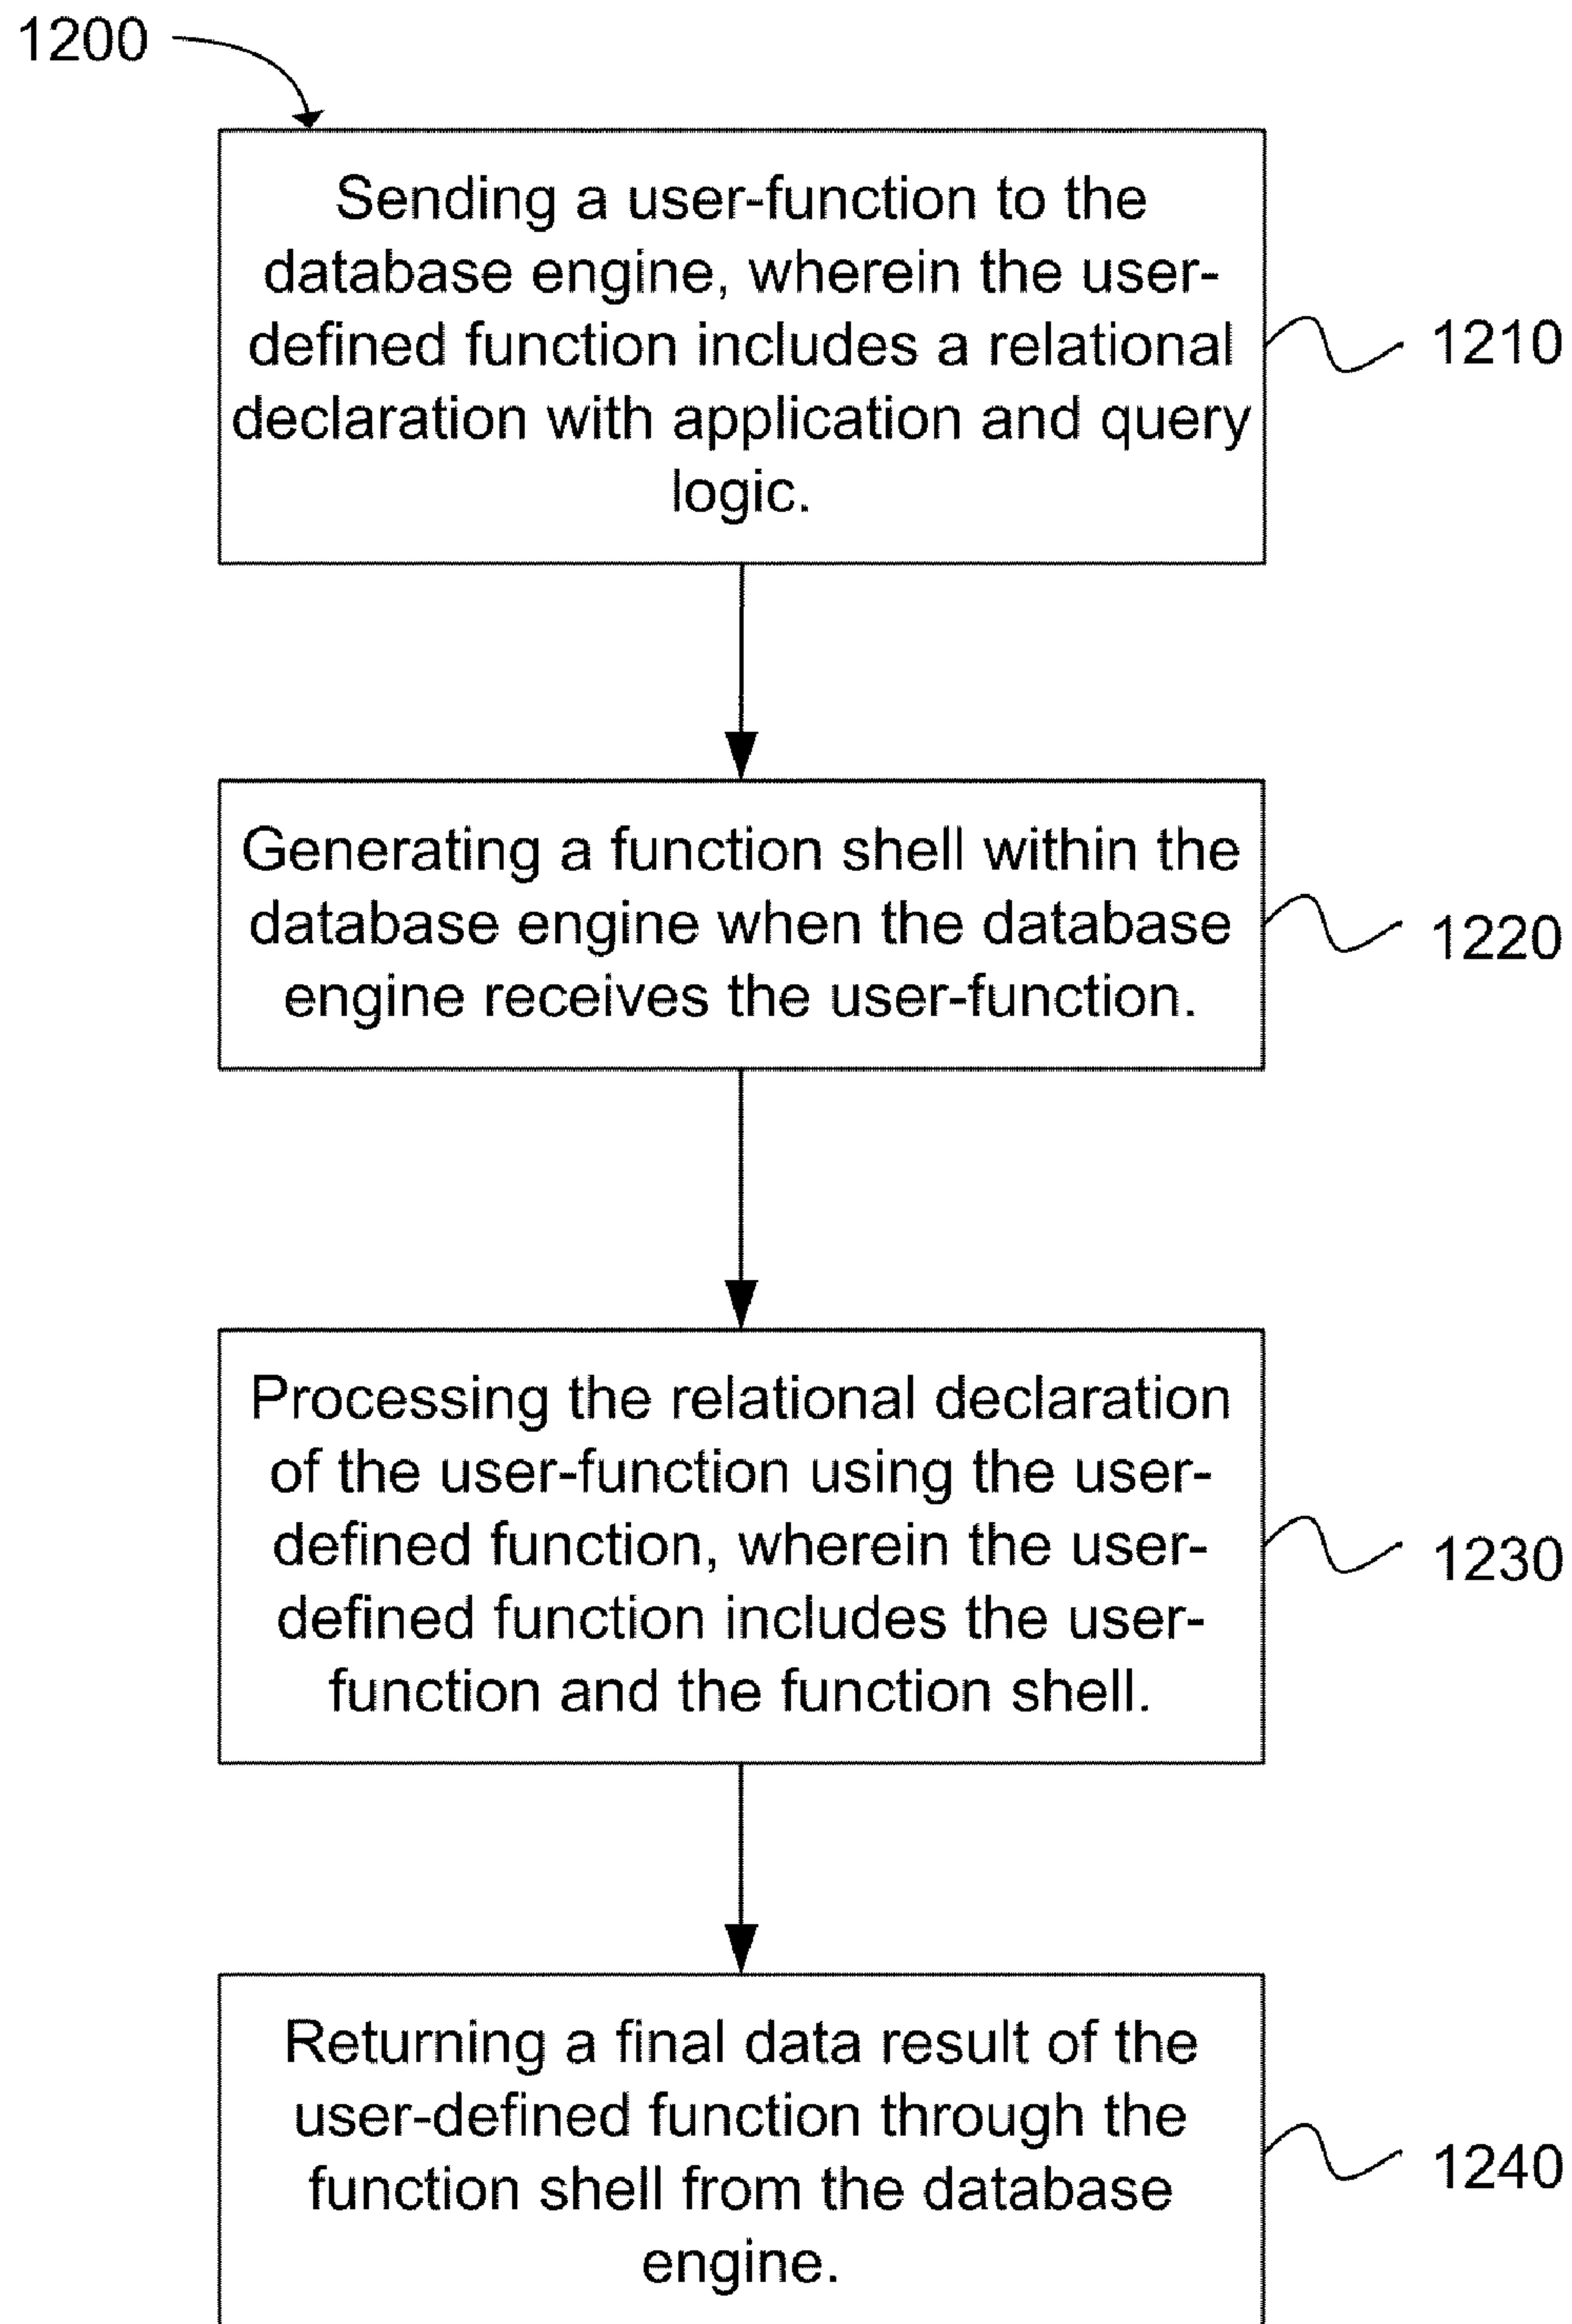 1200
Sending a user-function to the
database engine, wherein the user-
defined function includes a relational
declaration with application and query
logic.
1210
Generating a function shell within the
database engine when the database
engine receives the user-function.
1220
Processing the relational declaration
of the user-function using the user-
defined function, wherein the user-
defined function includes the user-
function and the function shell.
1230
Returning a final data result of the
user-defined function through the
function shell from the database
engine.
1240